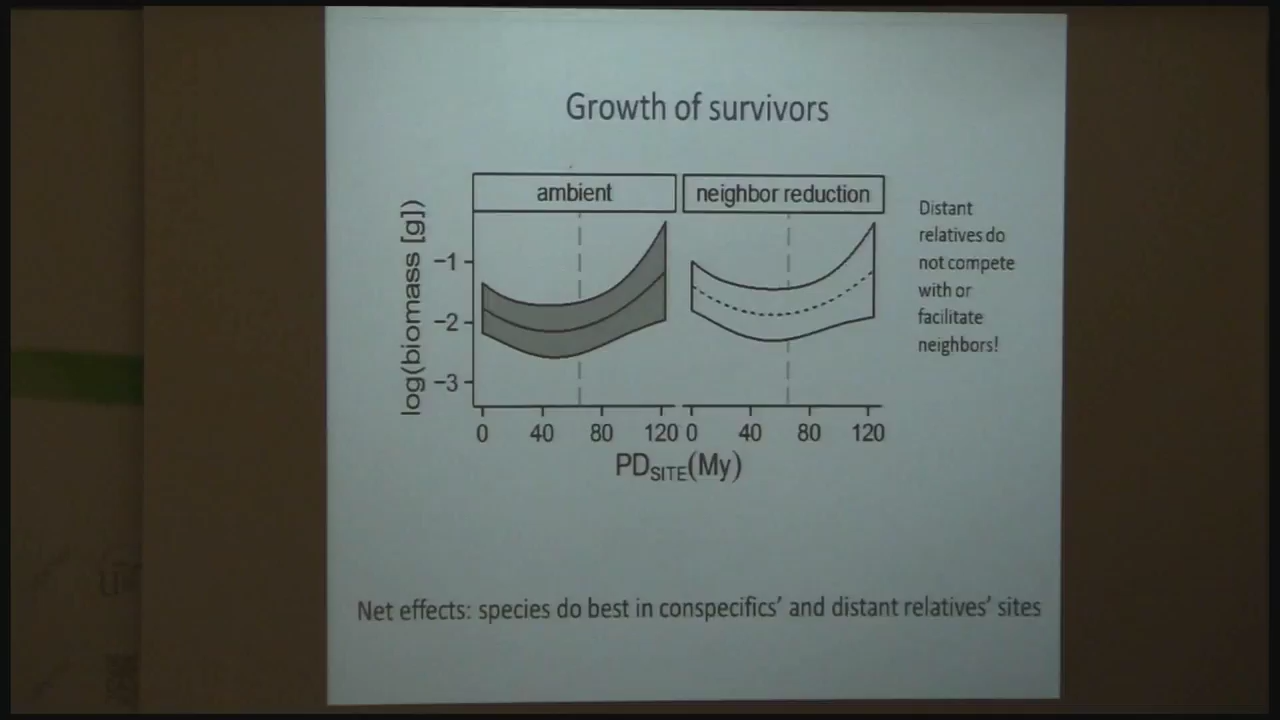 Growth of survivors
ambient
neighbor reduction
log(biomass [g])
−1
−2
−3
0 40 80 120
0 40 80 120
PDSITE(My)
Distant
relatives do
not compete
with or
facilitate
neighbors!
Net effects: species do best in conspecifics’ and distant relatives’ sites